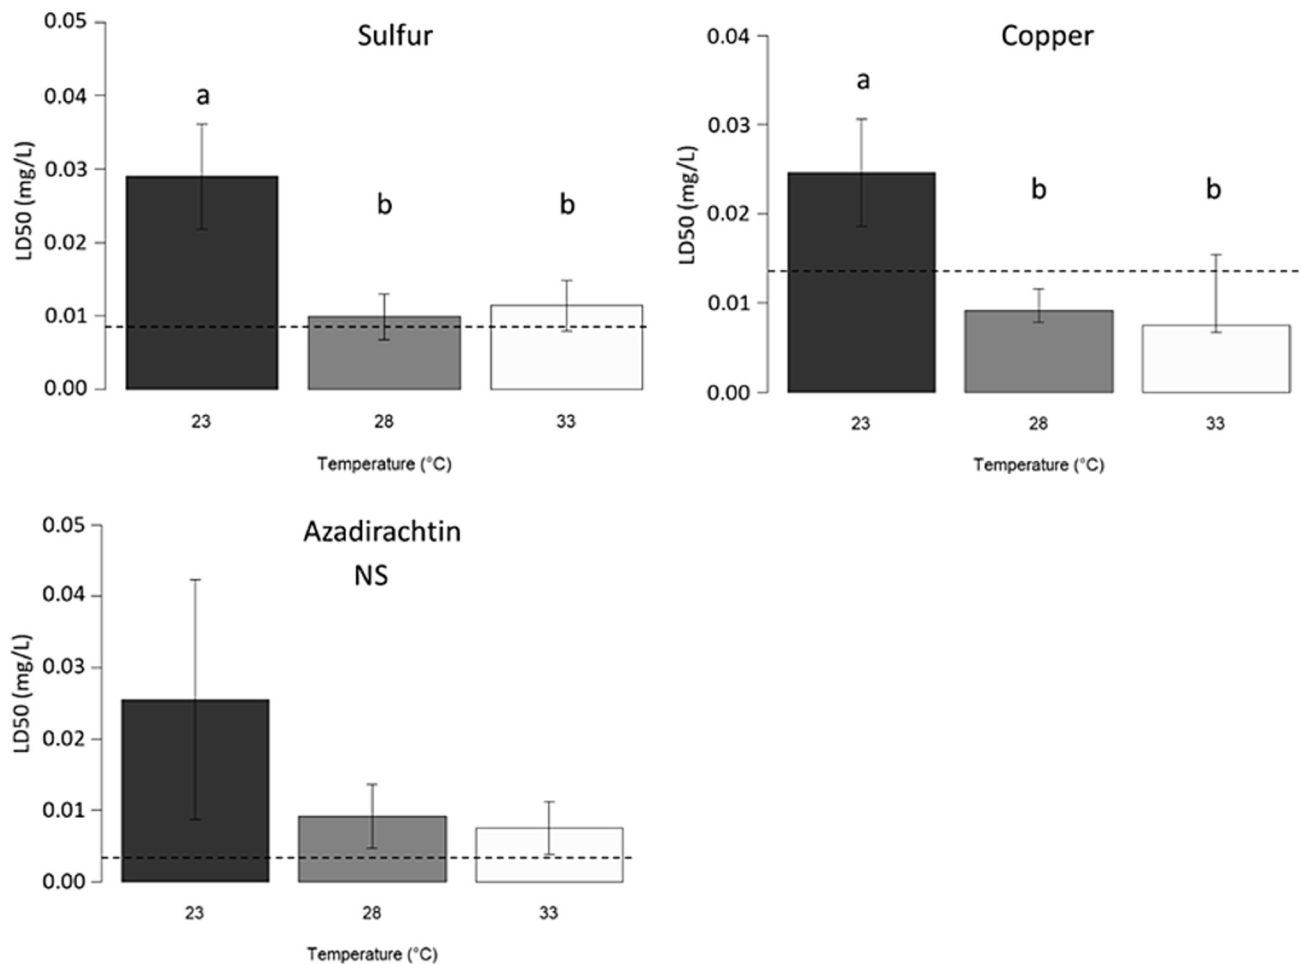 Sulfur
LD50 (mg/L)
0.05
0.04
0.03
0.02
0.01
0.00
a
b
b
23
28
33
Temperature (°C)
Copper
LD50 (mg/L)
0.04
0.03
0.02
0.01
0.00
a
b
b
23
28
33
Temperature (°C)
Azadirachtin
NS
LD50 (mg/L)
0.05
0.04
0.03
0.02
0.01
0.00
23
28
33
Temperature (°C)